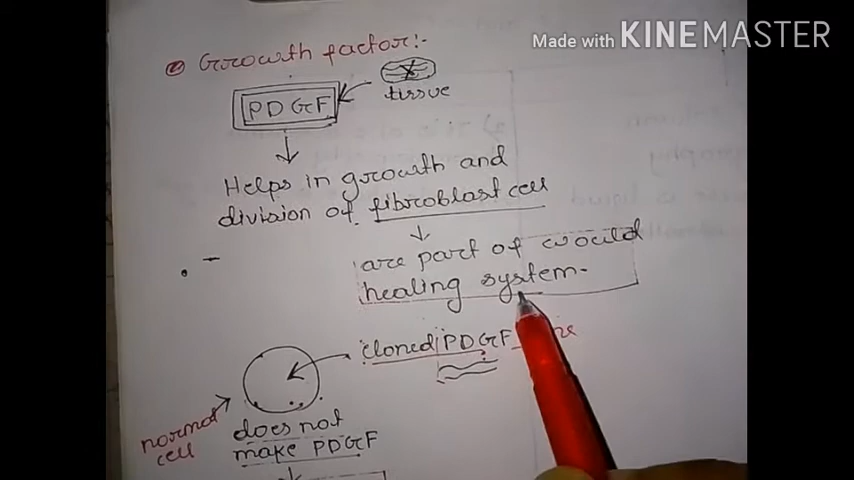 Made with KINEMASTER
Growth factor:-
PDGF
tissue
Helps in growth and
division of fibroblast cell
are part of would
healing system.
cloned PDGF
normal
cell
does not
make PDGF